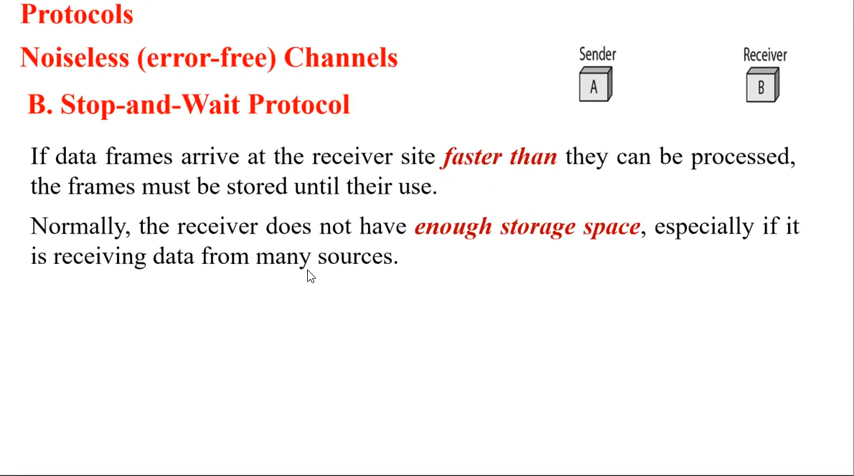 Protocols
Noiseless (error-free) Channels
Sender
Receiver
A
B
B. Stop-and-Wait Protocol
If data frames arrive at the receiver site faster than they can be processed,
the frames must be stored until their use.
Normally, the receiver does not have enough storage space, especially if it
is receiving data from many sources.